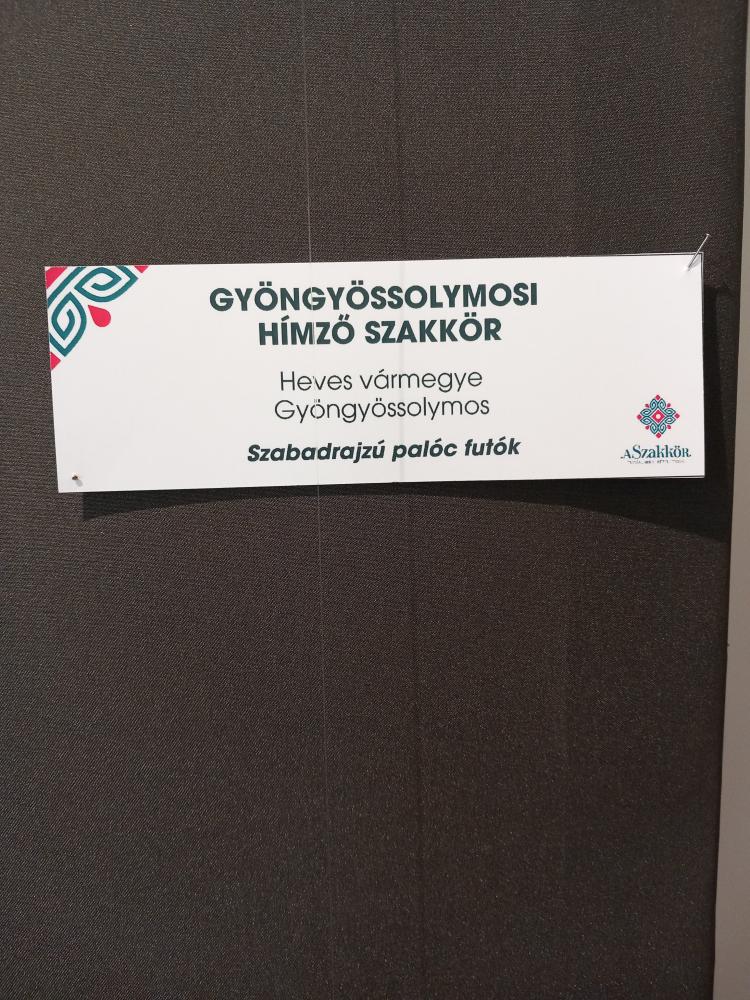 GYÖNGYÖSSOLYMOSI
HÍMZŐ SZAKKÖR
Heves vármegye
Gyöngyössolymos
Szabadrajzú palóc futók
ASzakkör